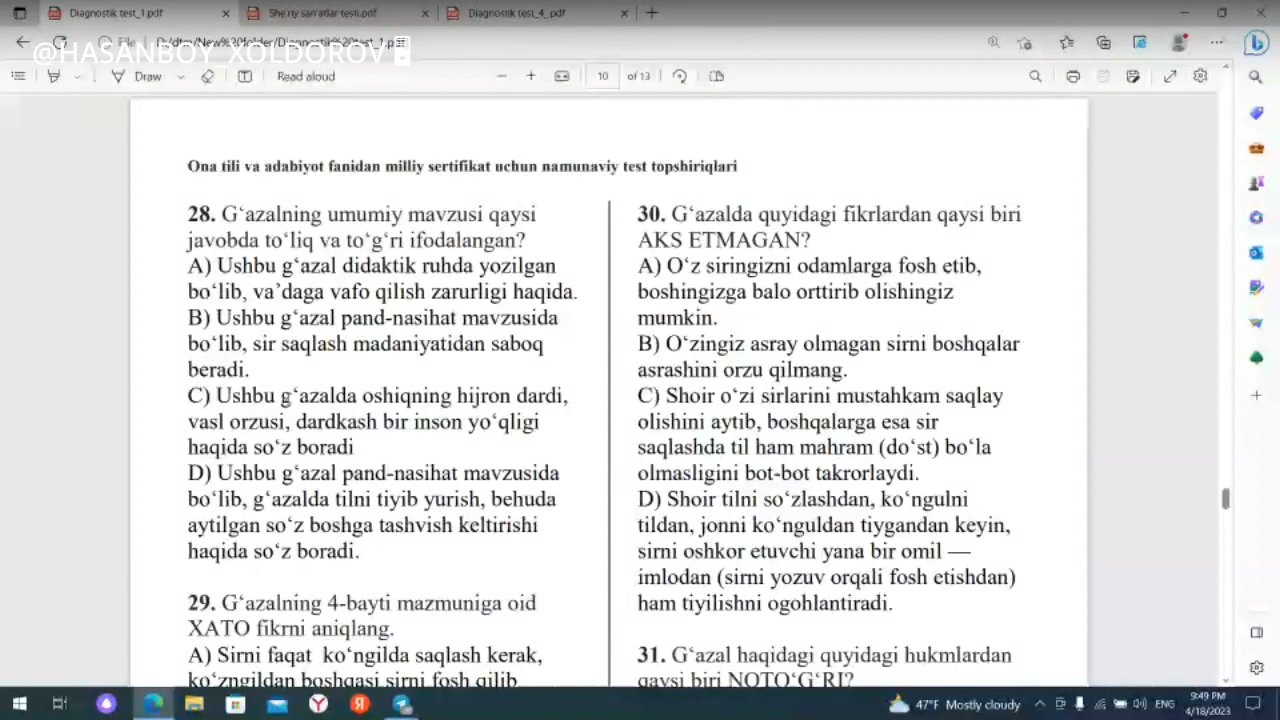 Diagnostik test_1.pdf
She'riy san'atlar testi.pdf
Diagnostik test_4_.pdf
@HASANBOY_XOLDOROV
Draw
Read aloud
10
of 13
Ona tili va adabiyot fanidan milliy sertifikat uchun namunaviy test topshiriqlari
28. G‘azalning umumiy mavzusi qaysi
javobda to‘liq va to‘g‘ri ifodalangan?
A) Ushbu g‘azal didaktik ruhda yozilgan
bo‘lib, va’daga vafo qilish zarurligi haqida.
B) Ushbu g‘azal pand-nasihat mavzusida
bo‘lib, sir saqlash madaniyatidan saboq
beradi.
C) Ushbu g‘azalda oshiqning hijron dardi,
vasl orzusi, dardkash bir inson yo‘qligi
haqida so‘z boradi
D) Ushbu g‘azal pand-nasihat mavzusida
bo‘lib, g‘azalda tilni tiyib yurish, behuda
aytilgan so‘z boshga tashvish keltirishi
haqida so‘z boradi.
29. G‘azalning 4-bayti mazmuniga oid
XATO fikrni aniqlang.
A) Sirni faqat ko‘ngilda saqlash kerak,
ko‘zngildan boshqasi sirni fosh qilib
30. G‘azalda quyidagi fikrlardan qaysi biri
AKS ETMAGAN?
A) O‘z siringizni odamlarga fosh etib,
boshingizga balo orttirib olishingiz
mumkin.
B) O‘zingiz asray olmagan sirni boshqalar
asrashini orzu qilmang.
C) Shoir o‘zi sirlarini mustahkam saqlay
olishini aytib, boshqalarga esa sir
saqlashda til ham mahram (do‘st) bo‘la
olmasligini bot-bot takrorlaydi.
D) Shoir tilni so‘zlashdan, ko‘ngulni
tildan, jonni ko‘nguldan tiygandan keyin,
sirni oshkor etuvchi yana bir omil —
imlodan (sirni yozuv orqali fosh etishdan)
ham tiyilishni ogohlantiradi.
31. G‘azal haqidagi quyidagi hukmlardan
qaysi biri NOTO‘G‘RI?
47°F Mostly cloudy
ENG
9:49 PM
4/18/2023